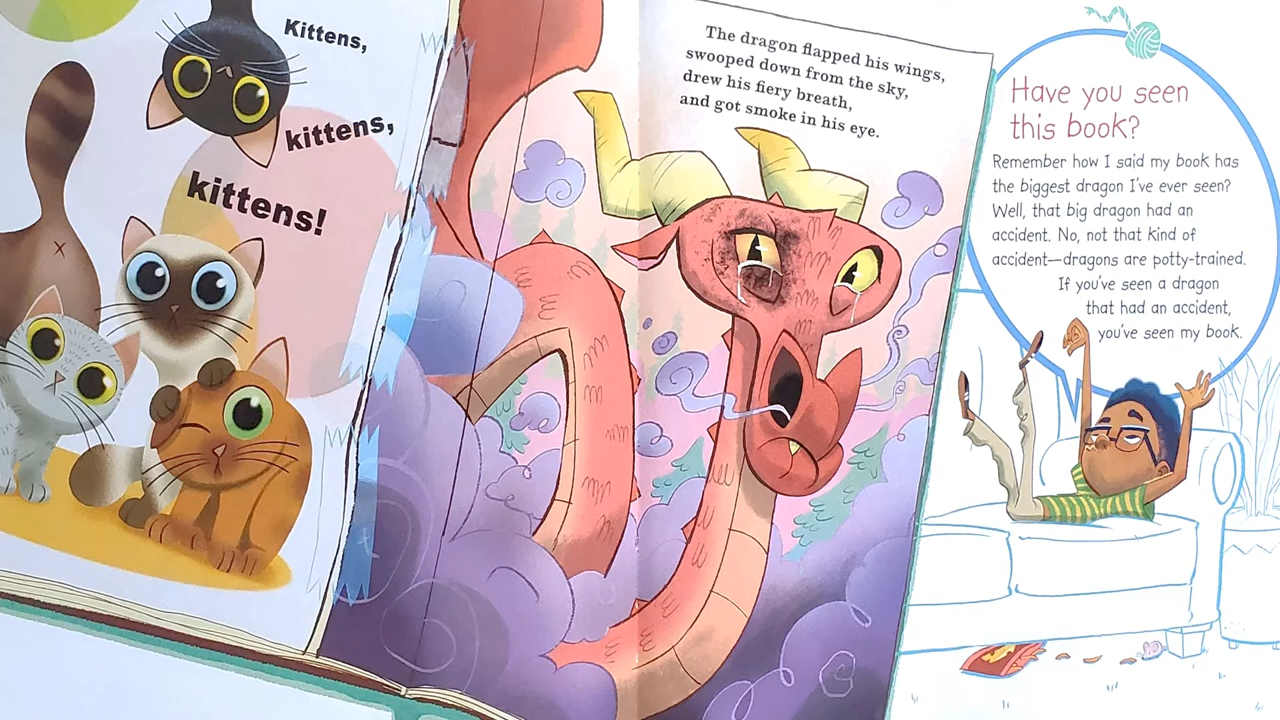 Kittens,
kittens,
kittens!
The dragon flapped his wings,
swooped down from the sky,
drew his fiery breath,
and got smoke in his eye.
Have you seen
this book?
Remember how I said my book has
the biggest dragon I've ever seen?
Well, that big dragon had an
accident. No, not that kind of
accident—dragons are potty-trained.
If you've seen a dragon
that had an accident,
you've seen my book.